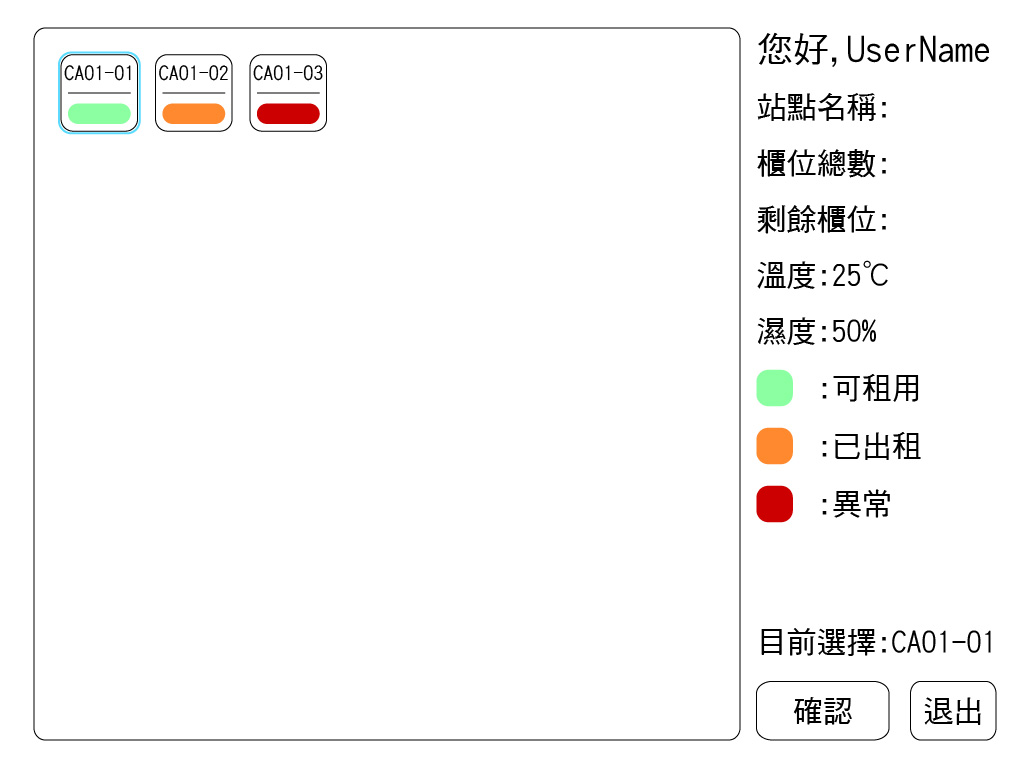 CA01-01 CA01-02 CA01-03
您好,UserName
站點名稱:
櫃位總數:
剩餘櫃位:
溫度:25℃
濕度:50%
:可租用
:已出租
:異常
目前選擇:CA01-01
確認 退出